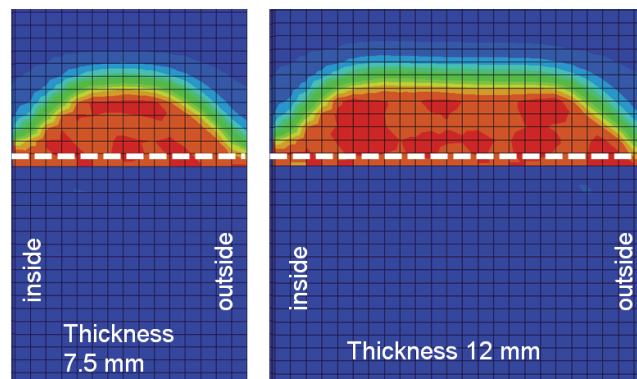 inside
outside
Thickness
7.5 mm
inside
outside
Thickness 12 mm